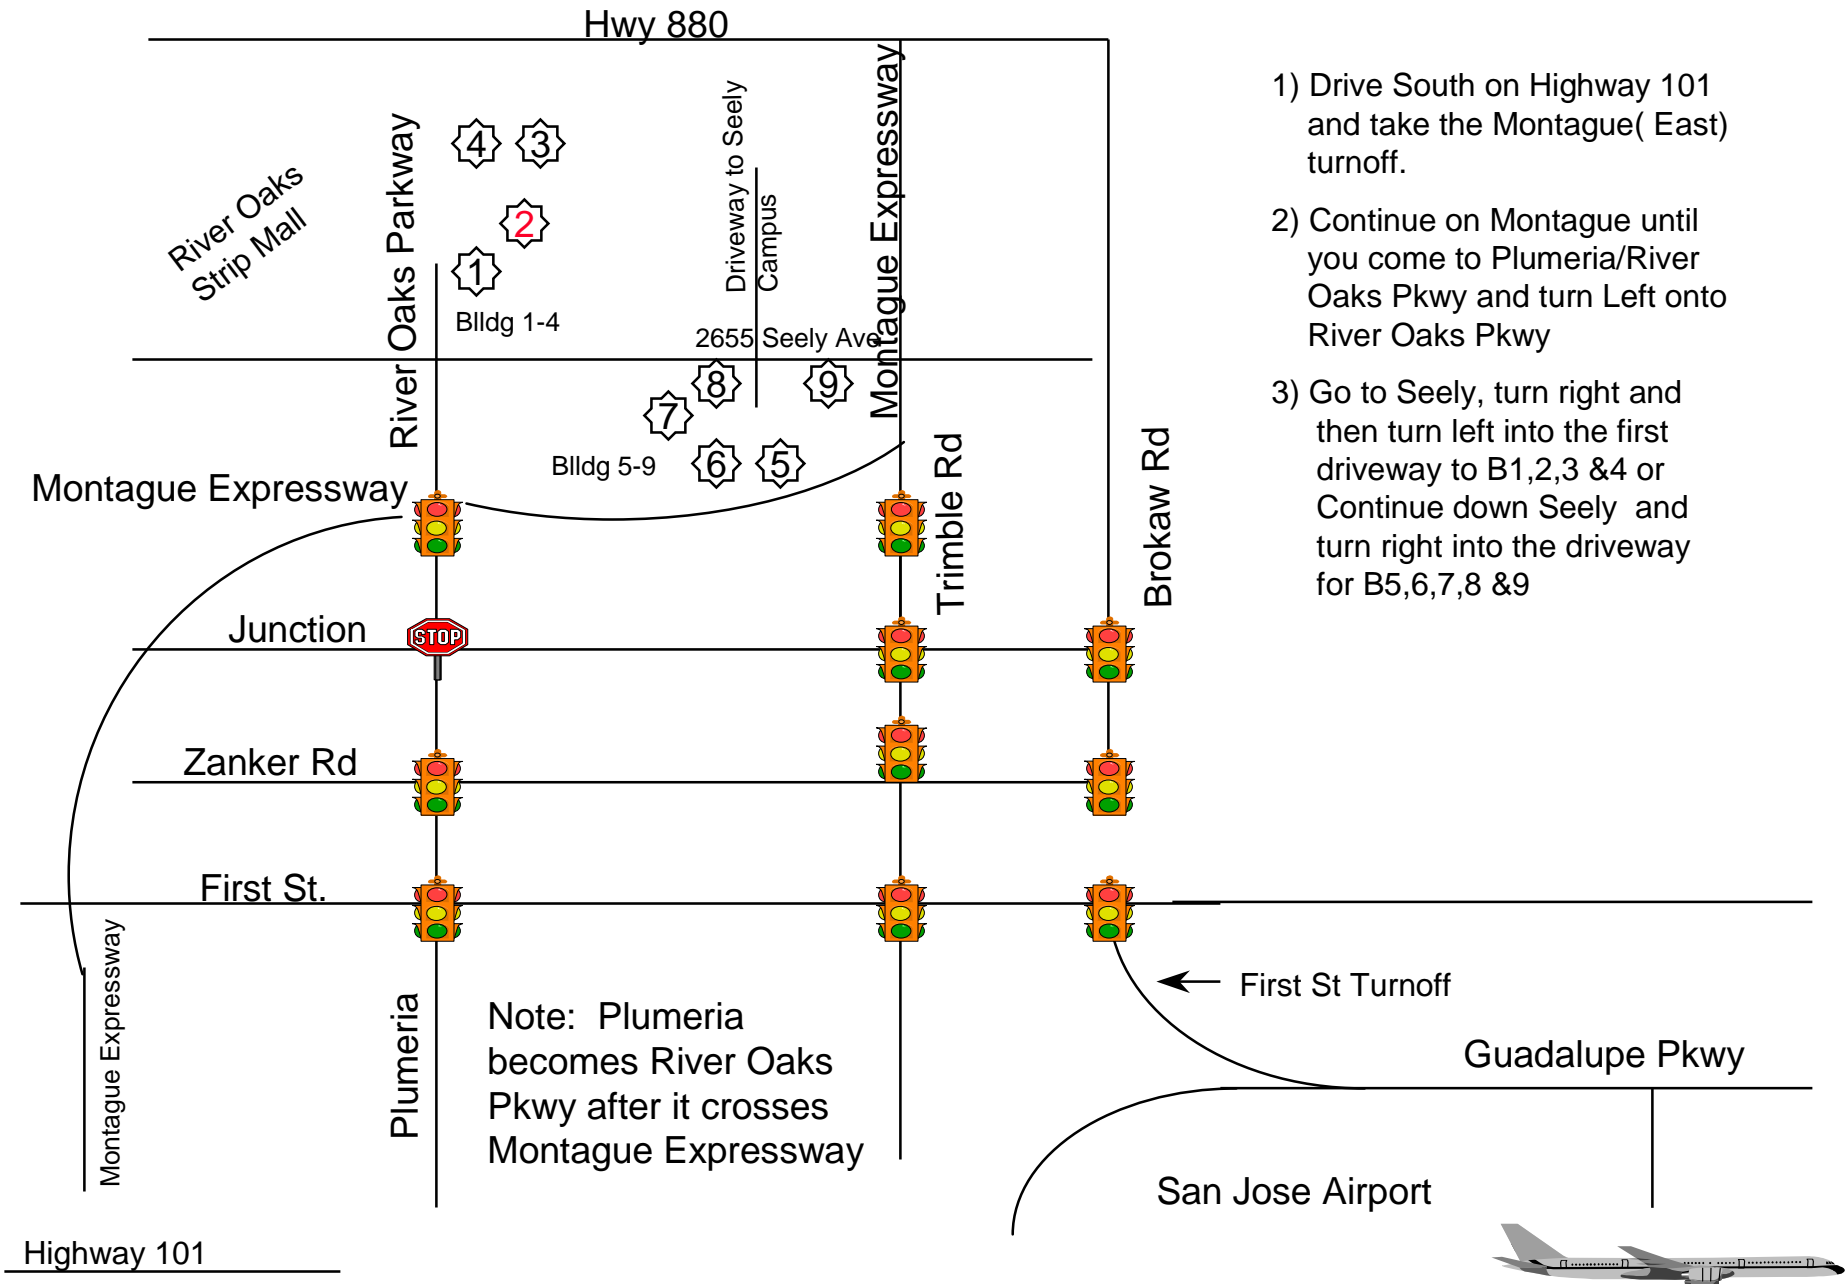 Hwy 880
1) Drive South on Highway 101
and take the Montague( East)
turnoff.
2) Continue on Montague until
you come to Plumeria/River
Oaks Pkwy and turn Left onto
River Oaks Pkwy
3) Go to Seely, turn right and
then turn left into the first
driveway to B1,2,3 &4 or
Continue down Seely and
turn right into the driveway
for B5,6,7,8 &9
River Oaks
Strip Mall
River Oaks Parkway
4
3
2
1
Blldg 1-4
Driveway to Seely
Campus
Montague Expressway
2655 Seely Ave
8
9
7
Blldg 5-9
6
5
Montague Expressway
Trimble Rd
Brokaw Rd
Junction
STOP
Zanker Rd
First St.
Montague Expressway
Plumeria
Note: Plumeria
becomes River Oaks
Pkwy after it crosses
Montague Expressway
First St Turnoff
Guadalupe Pkwy
San Jose Airport
Highway 101